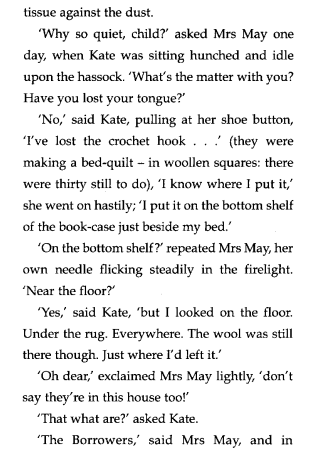 tissue against the dust.
‘Why so quiet, child?’ asked Mrs May one
day, when Kate was sitting hunched and idle
upon the hassock. ‘What’s the matter with you?
Have you lost your tongue?’
‘No,’ said Kate, pulling at her shoe button,
‘I’ve lost the crochet hook . . .’ (they were
making a bed-quilt – in woollen squares: there
were thirty still to do), ‘I know where I put it,’
she went on hastily; ‘I put it on the bottom shelf
of the book-case just beside my bed.’
‘On the bottom shelf?’ repeated Mrs May, her
own needle flicking steadily in the firelight.
‘Near the floor?’
‘Yes,’ said Kate, ‘but I looked on the floor.
Under the rug. Everywhere. The wool was still
there though. Just where I’d left it.’
‘Oh dear,’ exclaimed Mrs May lightly, ‘don’t
say they’re in this house too!’
‘That what are?’ asked Kate.
‘The Borrowers,’ said Mrs May, and in